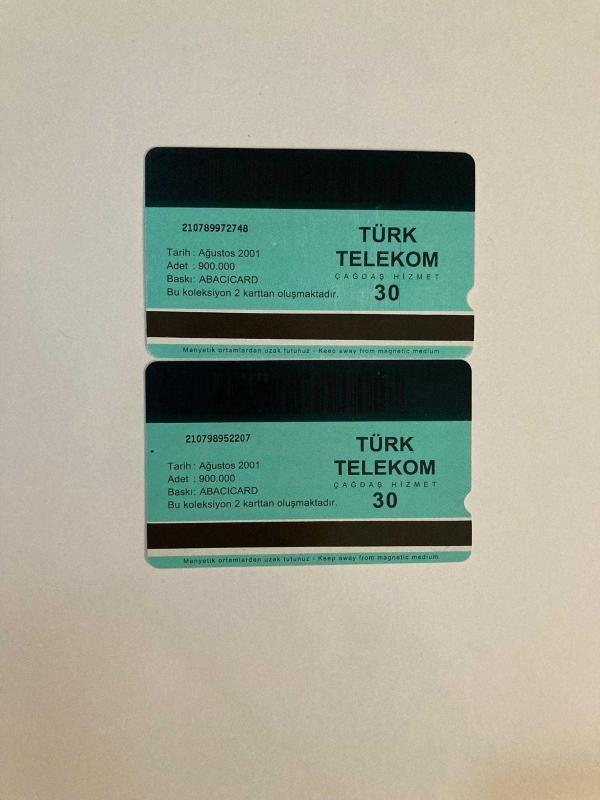 210789972748
Tarih : Ağustos 2001
Adet : 900.000
Baskı: ABACICARD
Bu koleksiyon 2 karttan oluşmaktadır.
TÜRK
TELEKOM
ÇAĞDAŞ HİZMET
30
Manyetik ortamlardan uzak tutunuz - Keep away from magnetic medium
210798952207
Tarih : Ağustos 2001
Adet : 900.000
Baskı: ABACICARD
Bu koleksiyon 2 karttan oluşmaktadır.
TÜRK
TELEKOM
ÇAĞDAŞ HİZMET
30
Manyetik ortamlardan uzak tutunuz - Keep away from magnetic medium